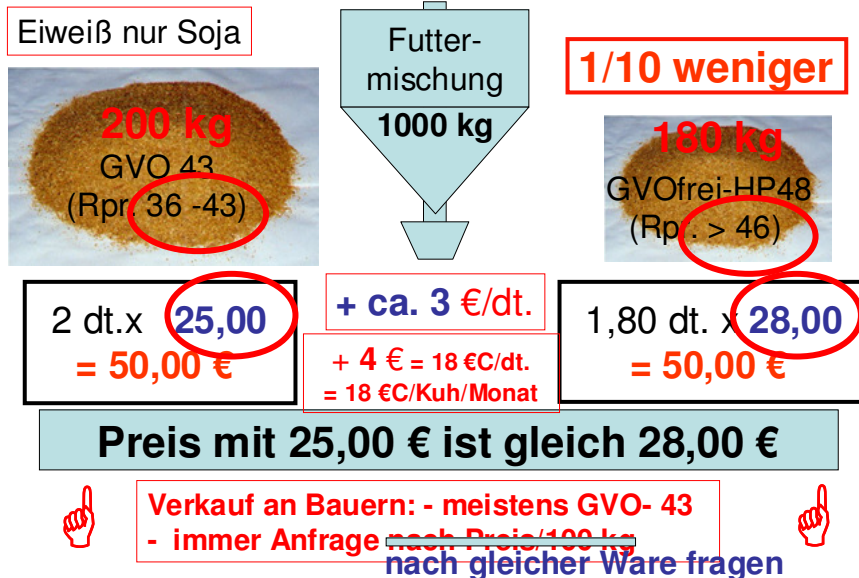 Eiweiß nur Soja
Futter-
mischung
1000 kg
1/10 weniger
200 kg
GVO 43
(Rpr. 36 -43)
180 kg
GVOfrei-HP48
(Rpr. > 46)
2 dt.x 25,00
= 50,00 €
+ ca. 3 €/dt.
+ 4 € = 18 €C/dt.
= 18 €C/Kuh/Monat
1,80 dt. x 28,00
= 50,00 €
Preis mit 25,00 € ist gleich 28,00 €
Verkauf an Bauern: - meistens GVO- 43
- immer Anfrage nach Preis/100 kg
nach gleicher Ware fragen